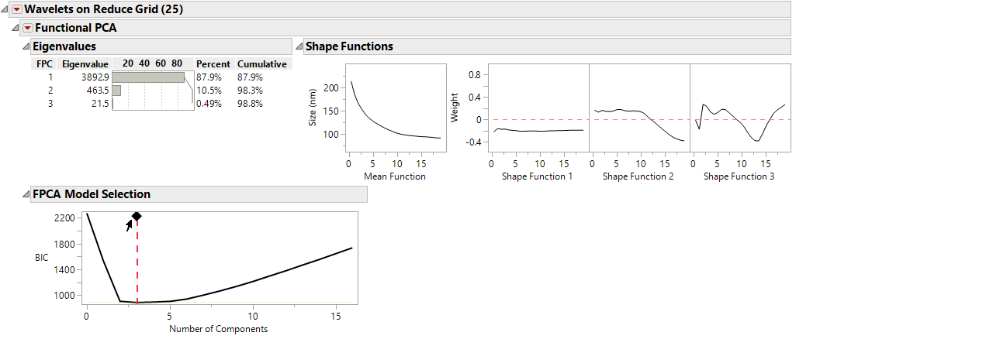 Wavelets on Reduce Grid (25)
Functional PCA
Eigenvalues
FPC Eigenvalue 20 40 60 80 Percent Cumulative
1 3892.9 87.9% 87.9%
2 463.5 10.5% 98.3%
3 21.5 0.49% 98.8%
Shape Functions
Size (nm)
200
150
100
0 5 10 15
Mean Function
Weight
0.8
0.4
0
-0.4
0 5 10 15
Shape Function 1
0 5 10 15
Shape Function 2
0 5 10 15
Shape Function 3
FPCA Model Selection
BIC
2200
1800
1400
1000
0 5 10 15
Number of Components